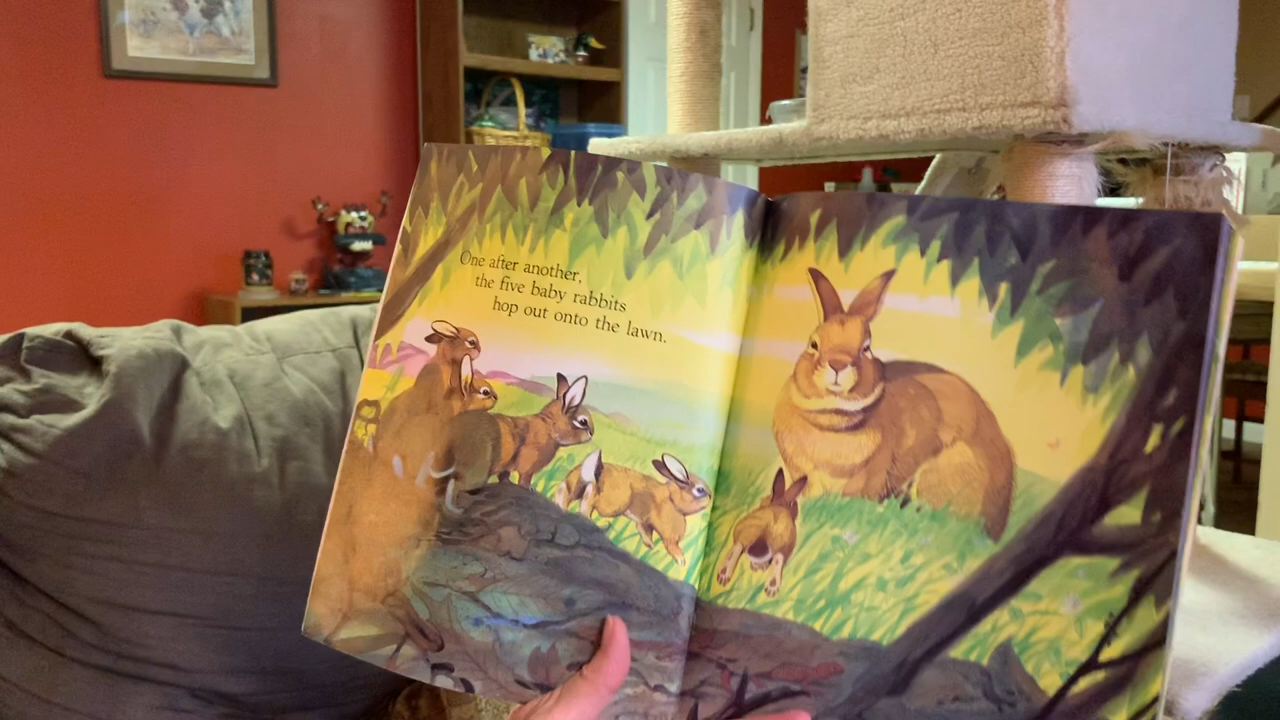 One after another,
the five baby rabbits
hop out onto the lawn.